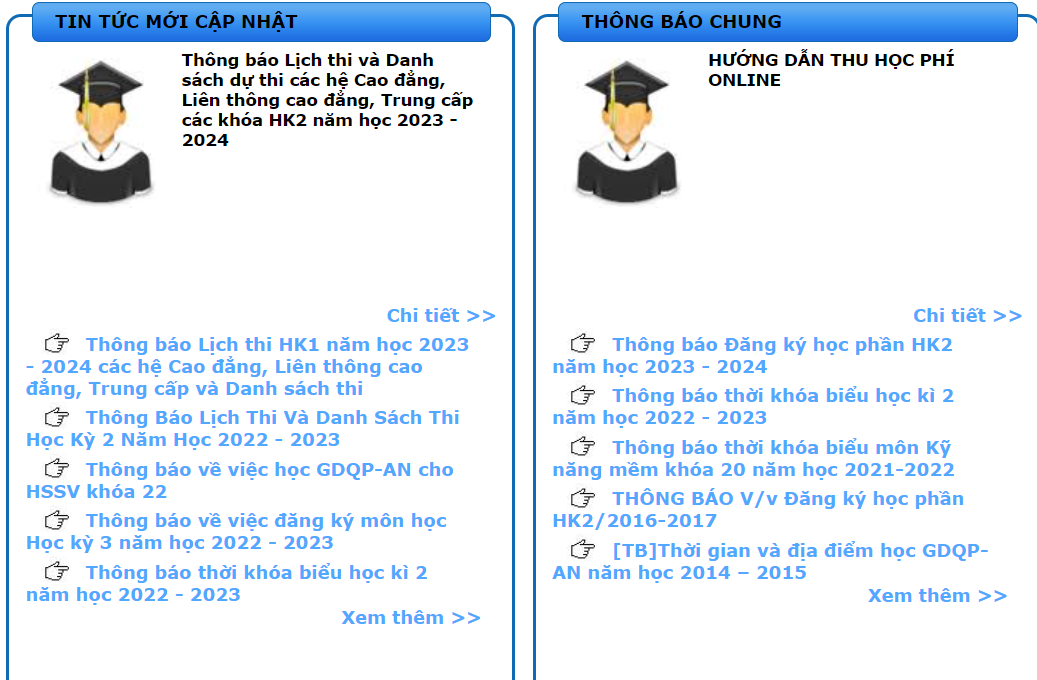 TIN TỨC MỚI CẬP NHẬT
Thông báo Lịch thi và Danh
sách dự thi các hệ Cao đẳng,
Liên thông cao đẳng, Trung cấp
các khóa HK2 năm học 2023 -
2024
Chi tiết >>
Thông báo Lịch thi HK1 năm học 2023
- 2024 các hệ Cao đẳng, Liên thông cao
đẳng, Trung cấp và Danh sách thi
Thông Báo Lịch Thi Và Danh Sách Thi
Học Kỳ 2 Năm Học 2022 - 2023
Thông báo về việc học GDQP-AN cho
HSSV khóa 22
Thông báo về việc đăng ký môn học
Học kỳ 3 năm học 2022 - 2023
Thông báo thời khóa biểu học kì 2
năm học 2022 - 2023
Xem thêm >>
THÔNG BÁO CHUNG
HƯỚNG DẪN THU HỌC PHÍ
ONLINE
Chi tiết >>
Thông báo Đăng ký học phần HK2
năm học 2023 - 2024
Thông báo thời khóa biểu học kì 2
năm học 2022 - 2023
Thông báo thời khóa biểu môn Kỹ
năng mềm khóa 20 năm học 2021-2022
THÔNG BÁO V/v Đăng ký học phần
HK2/2016-2017
[TB]Thời gian và địa điểm học GDQP-
AN năm học 2014 – 2015
Xem thêm >>